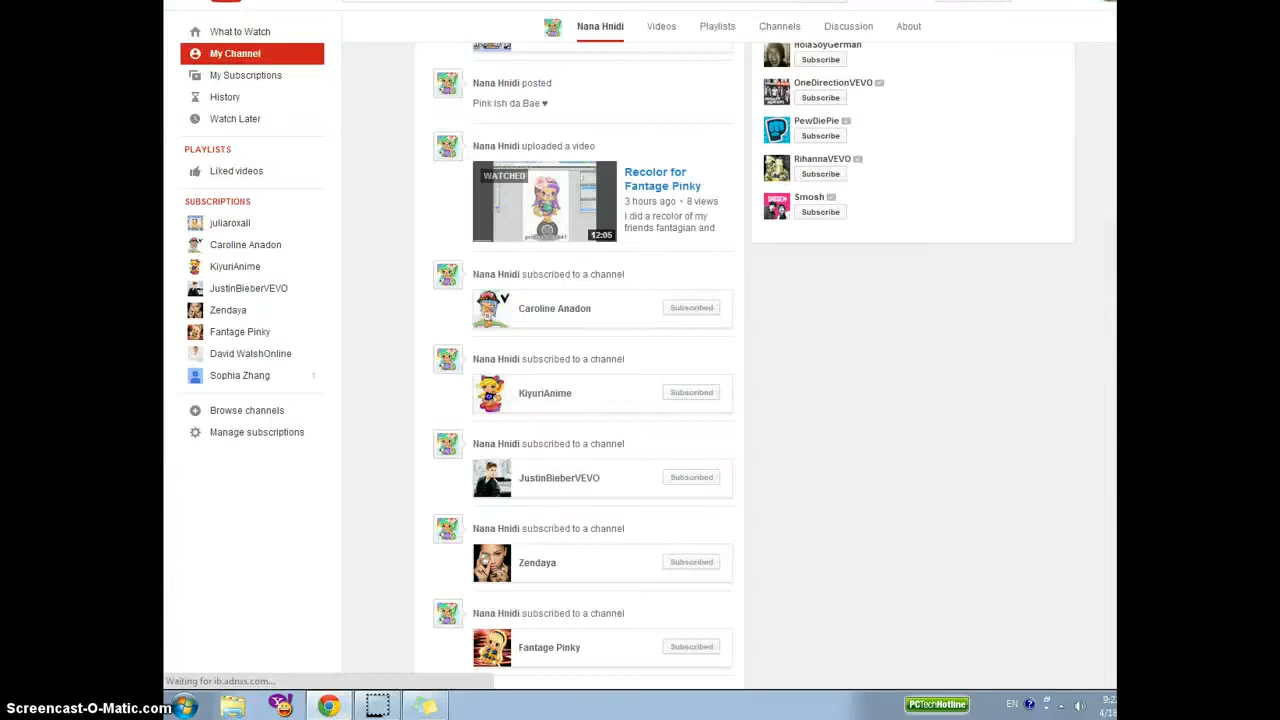 Nana Hnidi
Videos
Playlists
Channels
Discussion
About
What to Watch
My Channel
My Subscriptions
History
Watch Later
PLAYLISTS
Liked videos
SUBSCRIPTIONS
juliaroxall
Caroline Anadon
KiyuriAnime
JustinBieberVEVO
Zendaya
Fantage Pinky
David WalshOnline
Sophia Zhang 1
Browse channels
Manage subscriptions
Nana Hnidi posted
Pink ish da Bae ♥
Nana Hnidi uploaded a video
WATCHED
12:05
Recolor for
Fantage Pinky
3 hours ago • 8 views
i did a recolor of my
friends fantagian and
Nana Hnidi subscribed to a channel
Caroline Anadon
Subscribed
Nana Hnidi subscribed to a channel
KiyuriAnime
Subscribed
Nana Hnidi subscribed to a channel
JustinBieberVEVO
Subscribed
Nana Hnidi subscribed to a channel
Zendaya
Subscribed
Nana Hnidi subscribed to a channel
Fantage Pinky
Subscribed
HolaSoyGerman
Subscribe
OneDirectionVEVO
Subscribe
PewDiePie
Subscribe
RihannaVEVO
Subscribe
Smosh
Subscribe
Waiting for ib.adnxs.com...
Screencast-O-Matic.com
PCTechHotline
EN
9:2
4/18